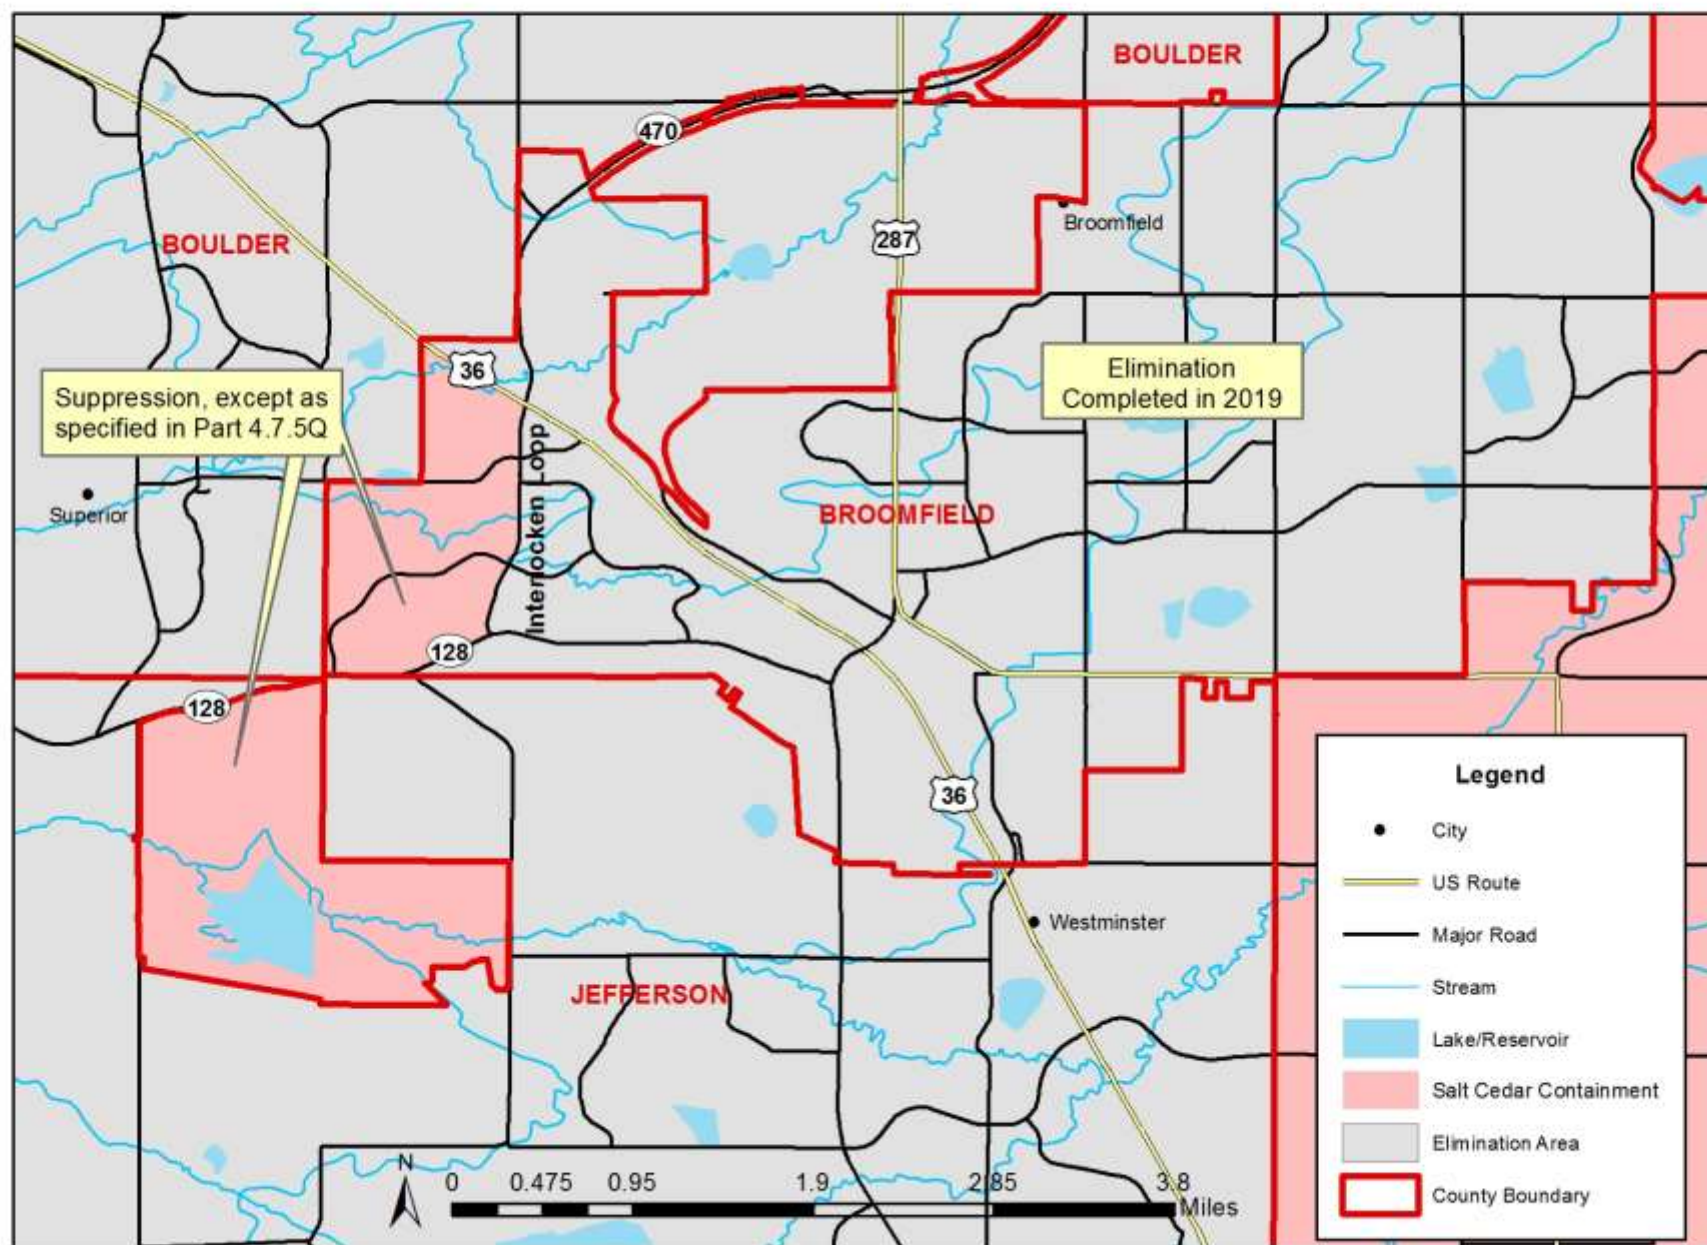 BOULDER
470
BOULDER
287
Broomfield
36
Suppression, except as
specified in Part 4.7.5Q
Elimination
Completed in 2019
Superior
Interlocken Loop
BROOMFIELD
128
128
36
Westminster
JEFFERSON
Legend
City
US Route
Major Road
Stream
Lake/Reservoir
Salt Cedar Containment
Elimination Area
County Boundary
N
0 0.475 0.95 1.9 2.85 3.8
Miles